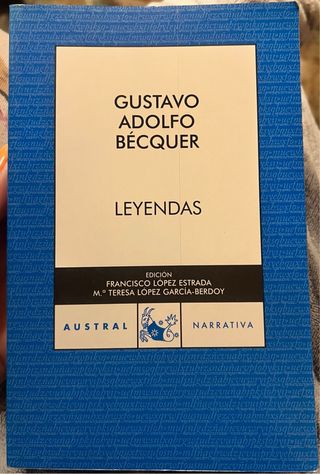 GUSTAVO
ADOLFO
BÉCQUER
LEYENDAS
EDICIÓN
FRANCISCO LÓPEZ ESTRADA
M.ª TERESA LÓPEZ GARCÍA-BERDOY
AUSTRAL NARRATIVA